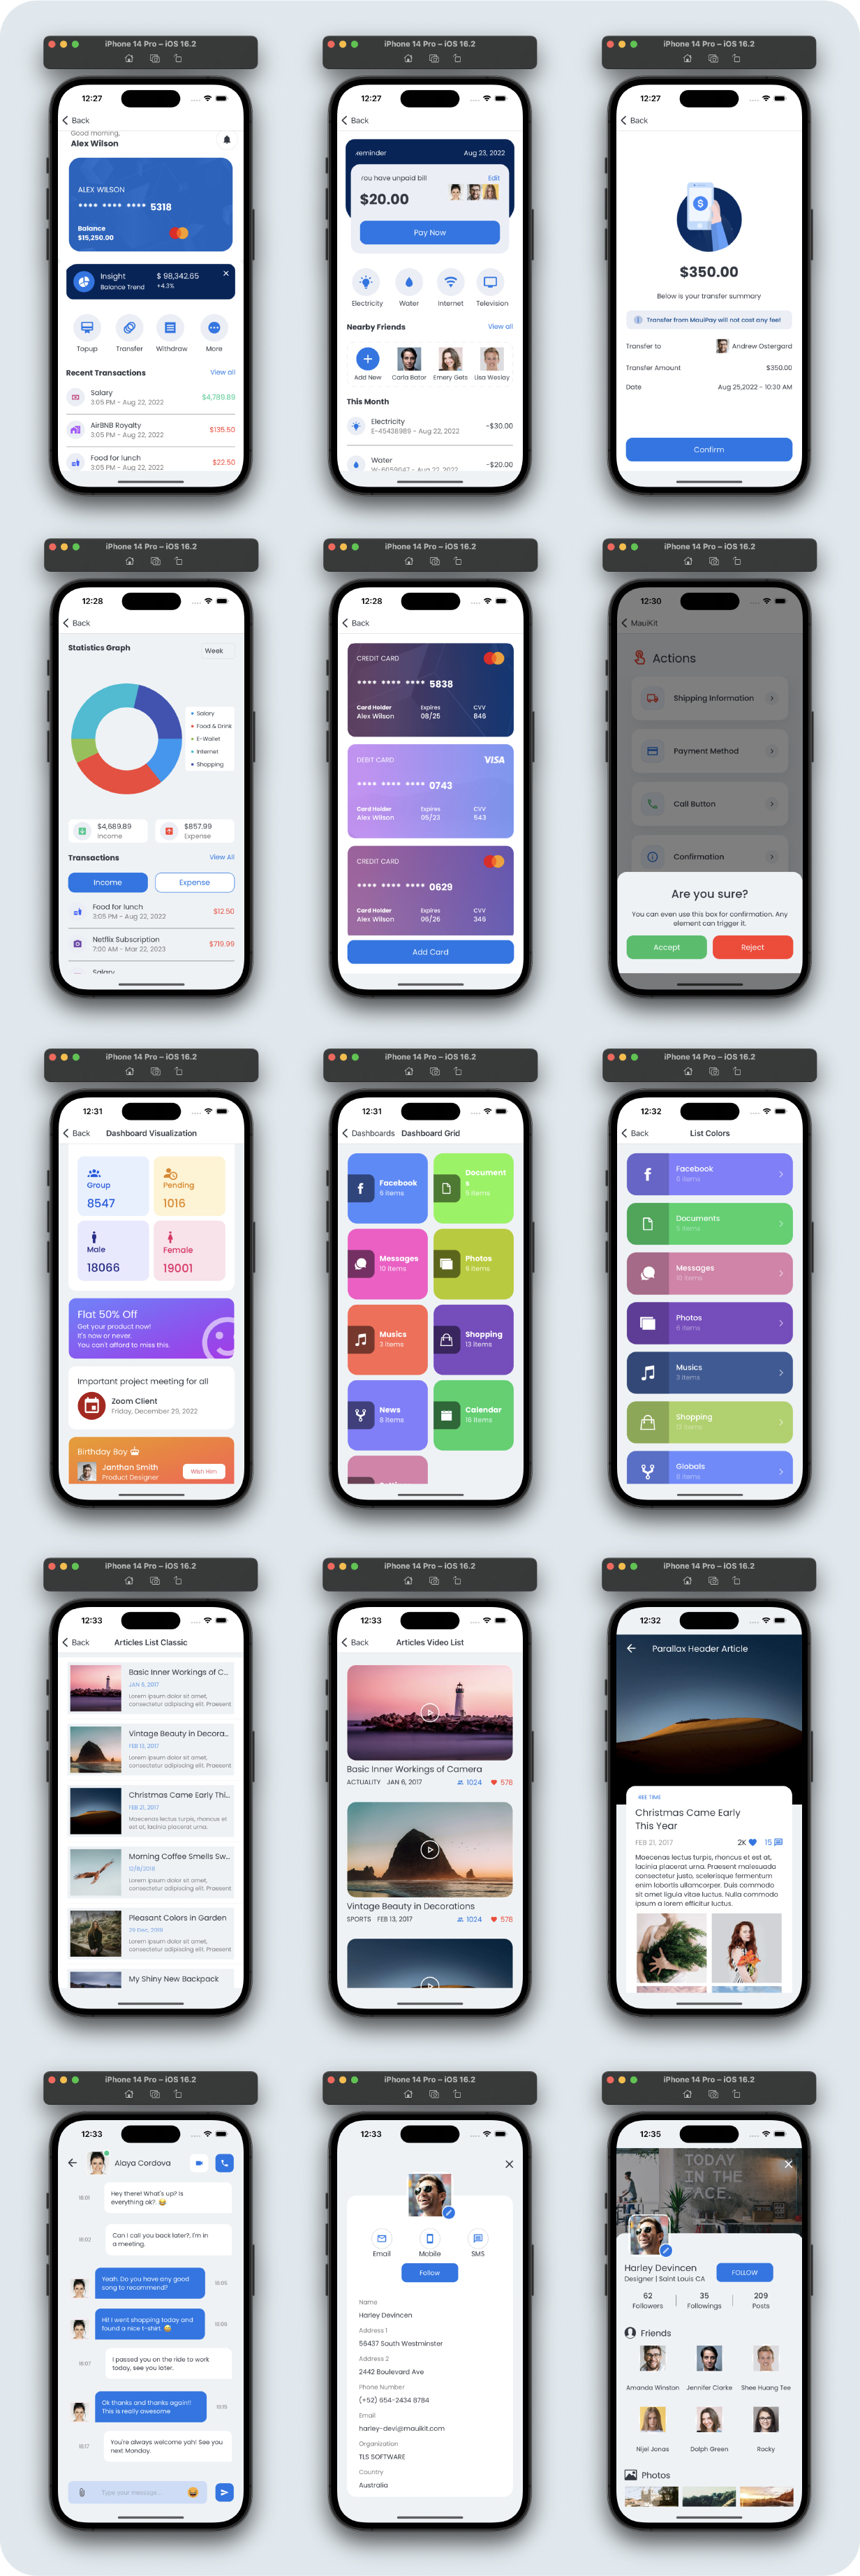 iPhone 14 Pro – iOS 16.2
12:27
Back
Good morning,
Alex Wilson
ALEX WILSON
**** **** **** 5318
Balance
$15,250.00
Insight
Balance Trend
$ 98,342.65
+4.3%
Topup
Transfer
Withdraw
More
Recent Transactions
View all
Salary
3:05 PM - Aug 22, 2022
$4,789.89
AirBNB Royalty
3:05 PM - Aug 22, 2022
$135.50
Food for lunch
3:05 PM - Aug 22, 2022
$22.50
iPhone 14 Pro – iOS 16.2
12:27
Back
Aug 23, 2022
have unpaid bill
Edit
$20.00
Pay Now
Electricity
Water
Internet
Television
Nearby Friends
View all
Add New
Carla Bator
Emery Gets
Lisa Wesley
This Month
Electricity
E-45438989 - Aug 22, 2022
-$30.00
Water
W-6059647 - Aug 22, 2022
-$20.00
iPhone 14 Pro – iOS 16.2
12:27
Back
$350.00
Below is your transfer summary
Transfer from MauiPay will not cost any fee!
Transfer to
Andrew Ostergard
Transfer Amount
$350.00
Date
Aug 25,2022 - 10:30 AM
Confirm
iPhone 14 Pro – iOS 16.2
12:28
Back
Statistics Graph
Week
Salary
Food & Drink
E-Wallet
Internet
Shopping
$4,689.89
Income
$857.99
Expense
Transactions
View All
Income
Expense
Food for lunch
3:05 PM - Aug 22, 2022
$12.50
Netflix Subscription
7:00 AM - Mar 22, 2023
$719.99
Salary
iPhone 14 Pro – iOS 16.2
12:28
Back
CREDIT CARD
**** **** **** 5838
Card Holder
Alex Wilson
Expires
08/25
CVV
846
DEBIT CARD
VISA
**** **** **** 0743
Card Holder
Alex Wilson
Expires
05/23
CVV
543
CREDIT CARD
**** **** **** 0629
Card Holder
Alex Wilson
Expires
06/26
CVV
346
Add Card
iPhone 14 Pro – iOS 16.2
12:30
MauiKit
Actions
Shipping Information
Payment Method
Call Button
Confirmation
Are you sure?
You can even use this box for confirmation. Any
element can trigger it.
Accept
Reject
iPhone 14 Pro – iOS 16.2
12:31
Back
Dashboard Visualization
Group
8547
Pending
1016
Male
18066
Female
19001
Flat 50% Off
Get your product now!
It's now or never.
You can't afford to miss this.
Important project meeting for all
Zoom Client
Friday, December 29, 2022
Birthday Boy
Janthan Smith
Product Designer
Wish Him
iPhone 14 Pro – iOS 16.2
12:31
Dashboards
Dashboard Grid
Facebook
6 items
Document
s
5 items
Messages
10 items
Photos
6 items
Musics
3 items
Shopping
13 items
News
8 items
Calendar
16 items
iPhone 14 Pro – iOS 16.2
12:32
Back
List Colors
Facebook
6 items
Documents
5 items
Messages
10 items
Photos
6 items
Musics
3 items
Shopping
13 items
Globals
8 items
iPhone 14 Pro – iOS 16.2
12:33
Back
Articles List Classic
Basic Inner Workings of C...
JAN 6, 2017
Lorem ipsum dolor sit amet,
consectetur adipiscing elit. Praesent
Vintage Beauty in Decora...
FEB 13, 2017
Lorem ipsum dolor sit amet,
consectetur adipiscing elit. Praesent
Christmas Came Early Thi...
FEB 21, 2017
Maecenas lectus turpis, rhoncus et
est at, lacinia placerat urna.
Morning Coffee Smells Sw...
12/8/2018
Lorem ipsum dolor sit amet,
consectetur adipiscing elit. Praesent
Pleasant Colors in Garden
29 Dec, 2019
Lorem ipsum dolor sit amet,
consectetur adipiscing elit. Praesent
My Shiny New Backpack
iPhone 14 Pro – iOS 16.2
12:33
Back
Articles Video List
Basic Inner Workings of Camera
ACTUALITY
JAN 6, 2017
1024
578
Vintage Beauty in Decorations
SPORTS
FEB 13, 2017
1024
578
iPhone 14 Pro – iOS 16.2
12:32
Parallax Header Article
REE TIME
Christmas Came Early
This Year
FEB 21, 2017
2K
15
Maecenas lectus turpis, rhoncus et est at,
lacinia placerat urna. Praesent malesuada
consectetur justo, scelerisque fermentum
enim lobortis ullamcorper. Duis commodo
sit amet ligula vitae luctus. Nulla commodo
ipsum a lorem efficitur luctus.
iPhone 14 Pro – iOS 16.2
12:33
Alaya Cordova
18:01
Hey there! What's up? Is
everything ok?
18:02
Can I call you back later?, I'm in
a meeting.
Yeah. Do you have any good
song to recommend?
18:05
Hi! I went shopping today and
found a nice t-shirt.
I passed you on the ride to work
today, see you later.
Ok thanks and thanks again!!
This is really awesome
18:17
You're always welcome yah! See you
next Monday.
Type your message...
iPhone 14 Pro – iOS 16.2
12:33
Email
Mobile
SMS
Follow
Name
Harley Devincen
Address 1
56437 South Westminster
Address 2
2442 Boulevard Ave
Phone Number
(+52) 654-2434 8784
Email
harley-devi@mauikit.com
Organization
TLS SOFTWARE
Country
Australia
iPhone 14 Pro – iOS 16.2
12:35
TODAY
IN THE
FACE.
Harley Devincen
Designer | Saint Louis CA
FOLLOW
62
Followers
35
Followings
209
Posts
Friends
Amanda Winston
Jennifer Clarke
Shee Huang Tee
Nijel Jonas
Dalph Green
Rocky
Photos